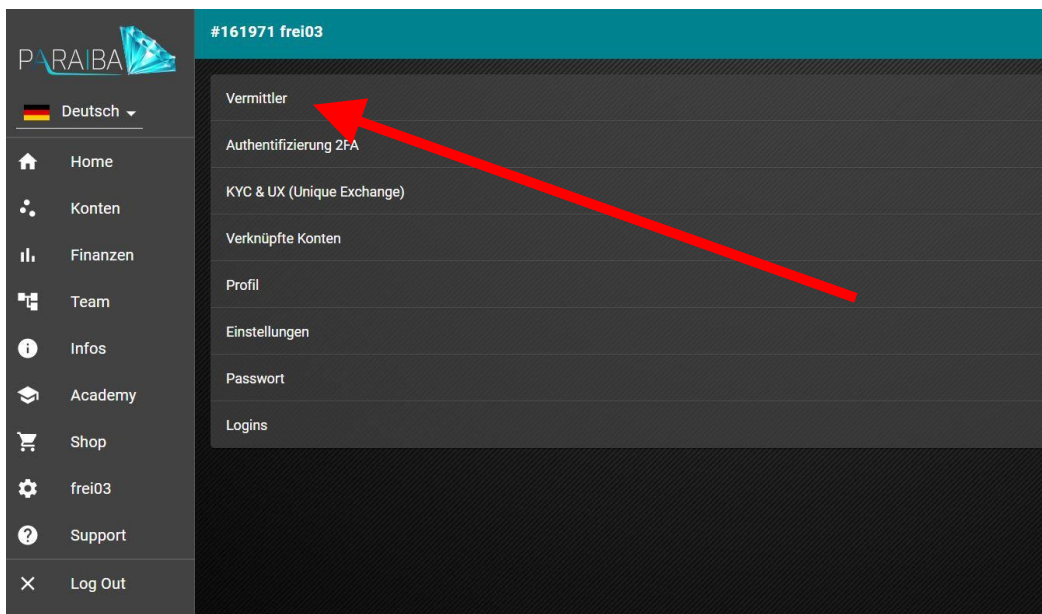 PARAIBA
Deutsch
Home
Konten
Finanzen
Team
Infos
Academy
Shop
frei03
Support
Log Out
#161971 frei03
Vermittler
Authentifizierung 2FA
KYC & UX (Unique Exchange)
Verknüpfte Konten
Profil
Einstellungen
Passwort
Logins